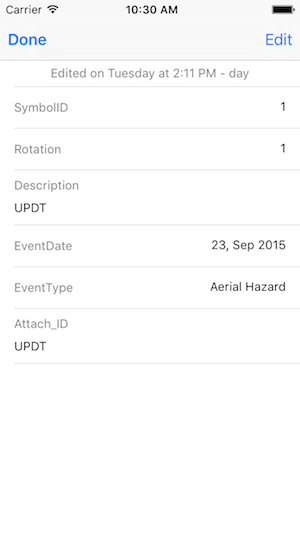 Carrier 10:30 AM
Done Edit
Edited on Tuesday at 2:11 PM - day
SymbolID 1
Rotation 1
Description
UPDT
EventDate 23, Sep 2015
EventType Aerial Hazard
Attach_ID
UPDT